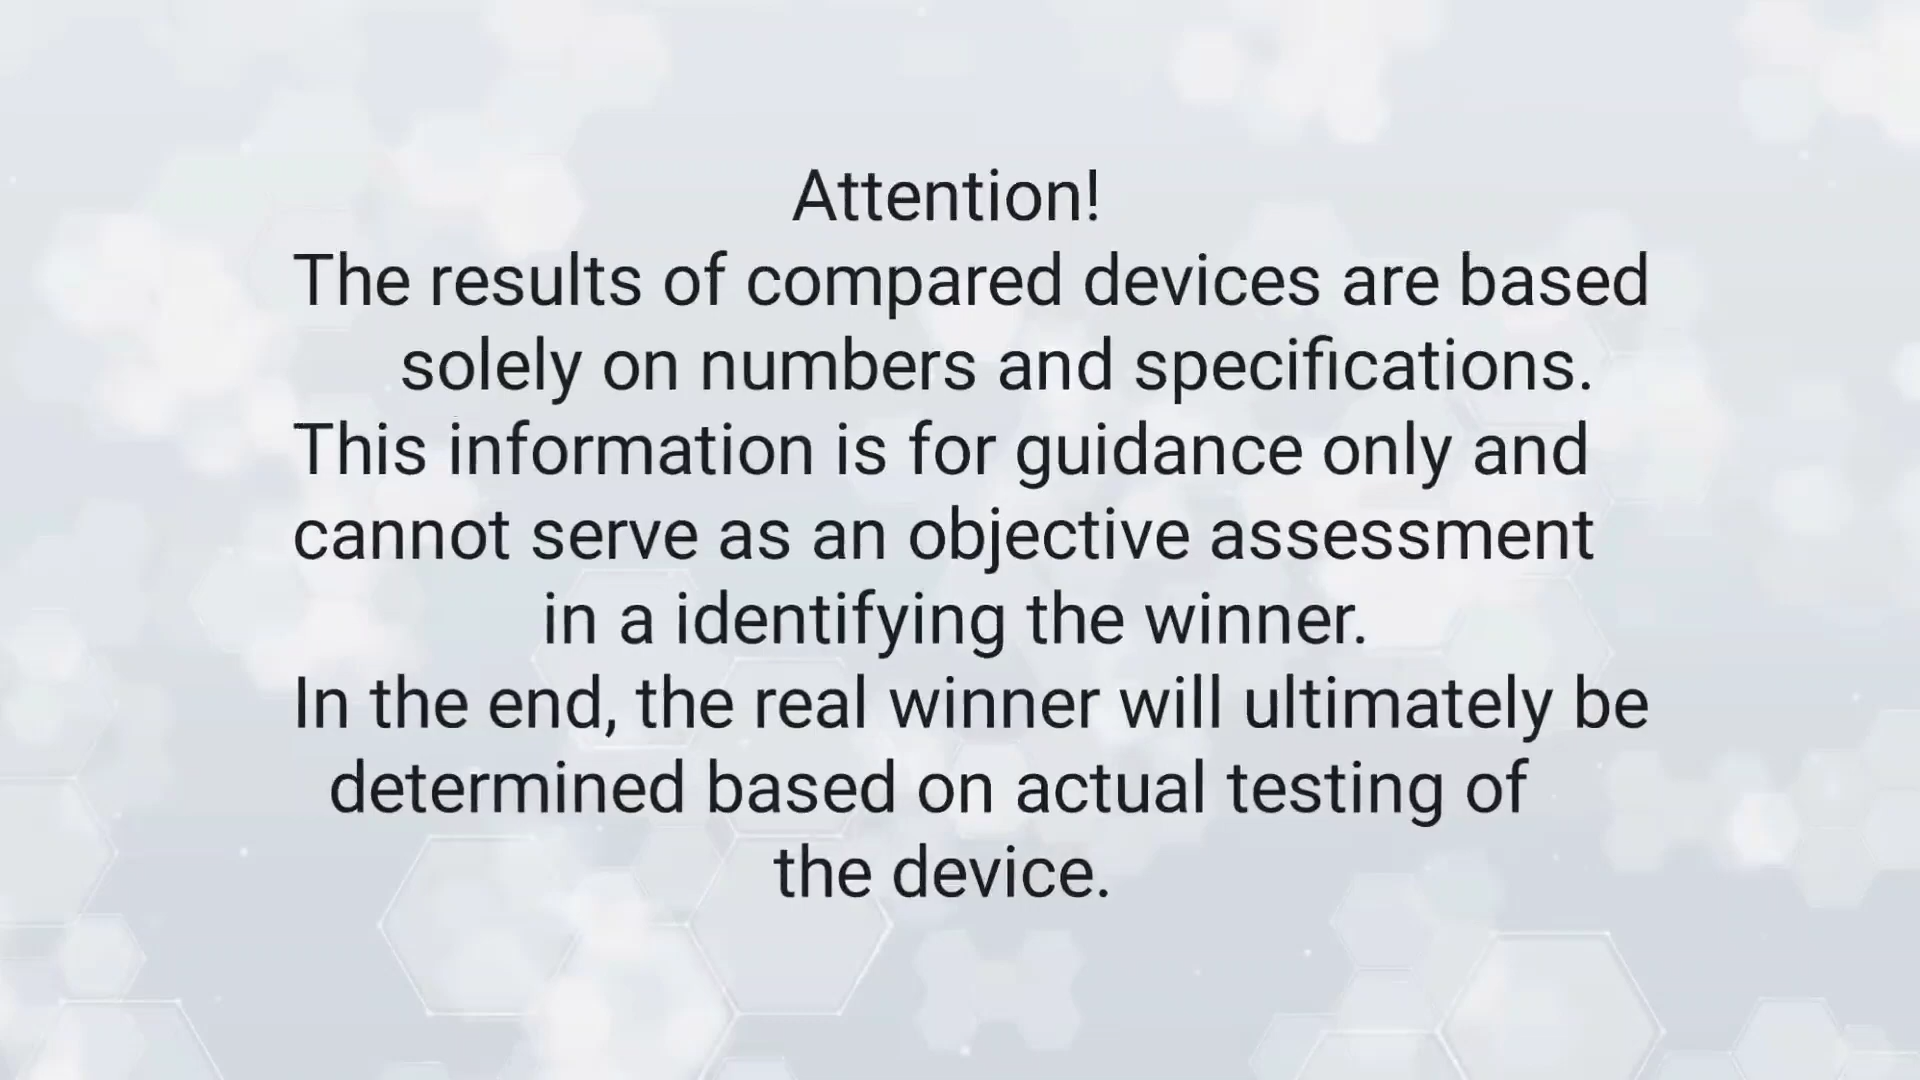 Attention!
The results of compared devices are based
solely on numbers and specifications.
This information is for guidance only and
cannot serve as an objective assessment
in a identifying the winner.
In the end, the real winner will ultimately be
determined based on actual testing of
the device.